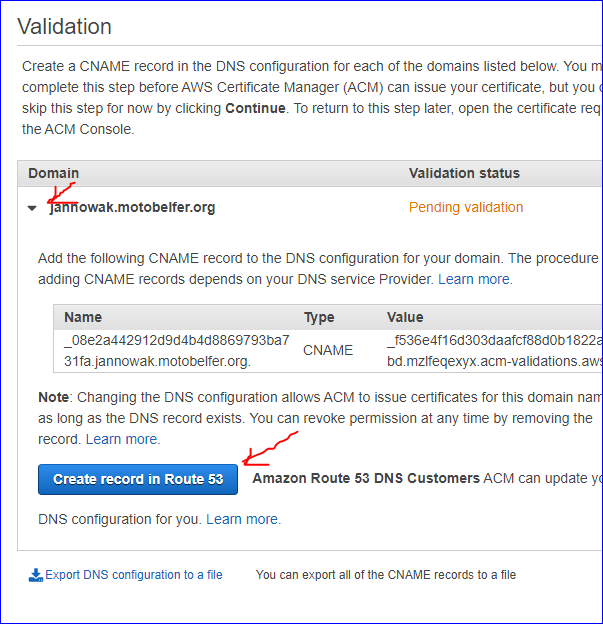 Validation
Create a CNAME record in the DNS configuration for each of the domains listed below. You m
complete this step before AWS Certificate Manager (ACM) can issue your certificate, but you c
skip this step for now by clicking Continue. To return to this step later, open the certificate req
the ACM Console.
Domain Validation status
jannowak.motobelfer.org Pending validation
Add the following CNAME record to the DNS configuration for your domain. The procedure
adding CNAME records depends on your DNS service Provider. Learn more.
Name Type Value
_08e2a442912d9d4b4d8869793ba7 _f536e4f16d303daafcf88d0b1822a
CNAME
31fa.jannowak.motobelfer.org. bd.mzlfeqexyx.acm-validations.aws
Note: Changing the DNS configuration allows ACM to issue certificates for this domain nam
as long as the DNS record exists. You can revoke permission at any time by removing the
record. Learn more.
Create record in Route 53 Amazon Route 53 DNS Customers ACM can update yo
DNS configuration for you. Learn more.
Export DNS configuration to a file You can export all of the CNAME records to a file